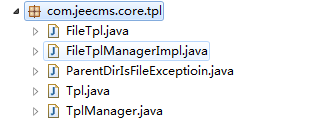 com.jeecms.core.tpl
FileTpl.java
FileTplManagerImpl.java
ParentDirIsFileExceptioin.java
Tpl.java
TplManager.java